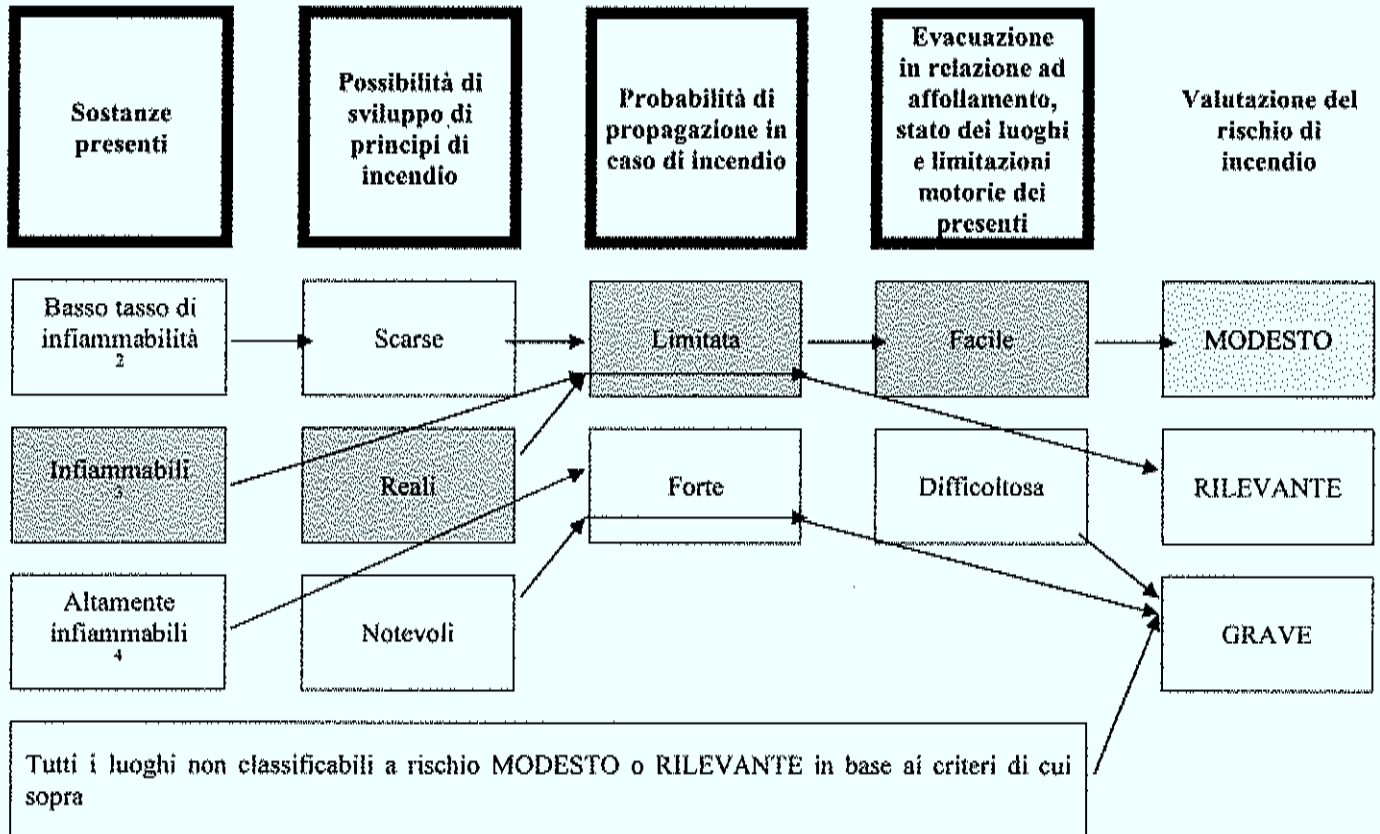 Sostanze
presenti
Possibilità di
sviluppo di
principi di
incendio
Probabilità di
propagazione in
caso di incendio
Evacuazione
in relazione ad
affollamento,
stato dei luoghi
e limitazioni
motorie dei
presenti
Valutazione del
rischio di
incendio
Basso tasso di
infiammabilità
2
Scarse
Limitata
Facile
MODESTO
Infiammabili
3
Reali
Forte
Difficoltosa
RILEVANTE
Altamente
infiammabili
4
Notevoli
GRAVE
Tutti i luoghi non classificabili a rischio MODESTO o RILEVANTE in base ai criteri di cui
sopra